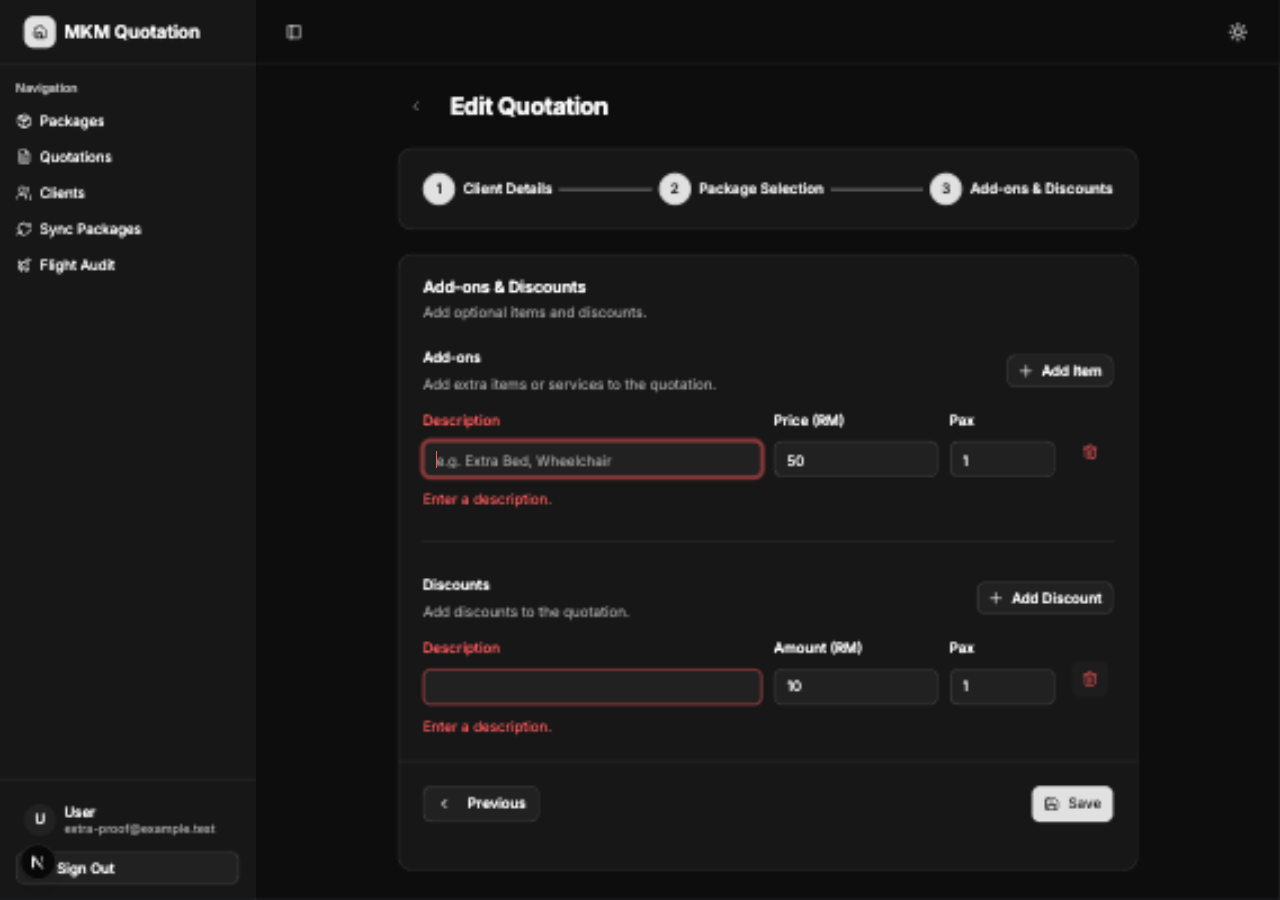 MKM Quotation
Navigation
Packages
Quotations
Clients
Sync Packages
Flight Audit
User
U
extra-proof@example.test
N
Sign Out
Edit Quotation
1 Client Details
2 Package Selection
3 Add-ons & Discounts
Add-ons & Discounts
Add optional items and discounts.
Add-ons
Add extra items or services to the quotation.
Add Item
Description Price (RM) Pax
e.g. Extra Bed, Wheelchair 50 1
Enter a description.
Discounts
Add discounts to the quotation.
Add Discount
Description Amount (RM) Pax
10 1
Enter a description.
Previous
Save